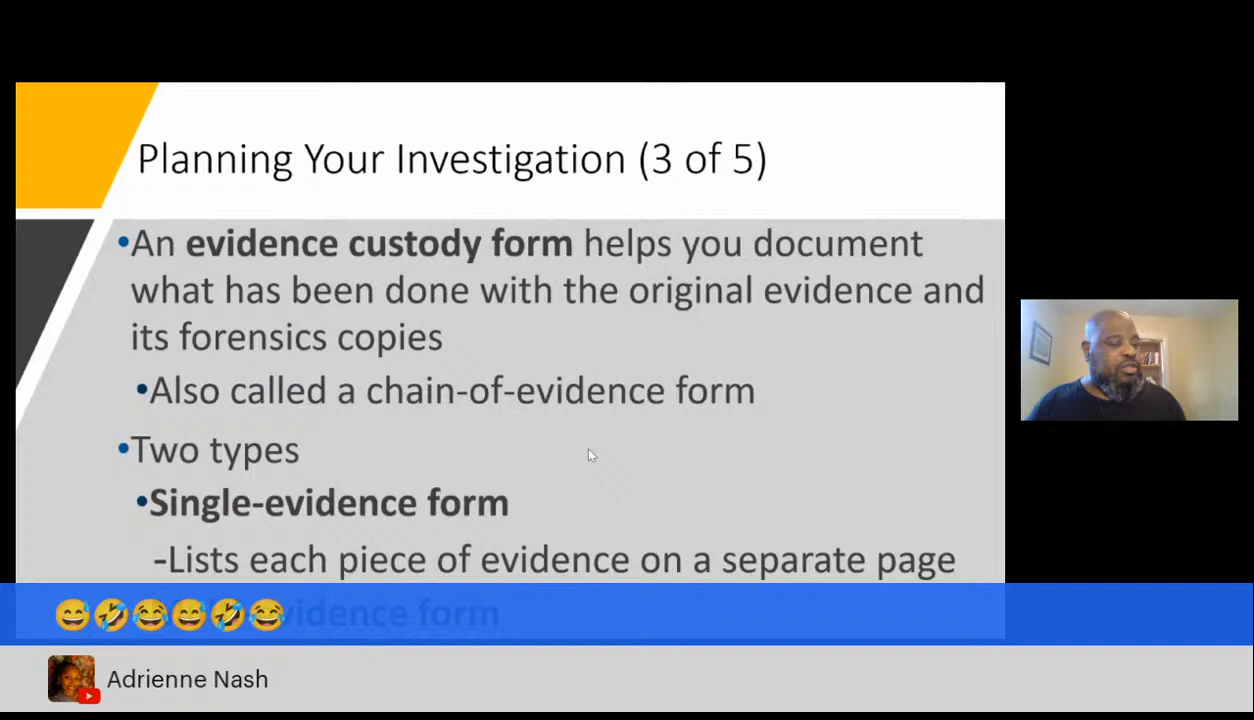 Planning Your Investigation (3 of 5)
•An evidence custody form helps you document
what has been done with the original evidence and
its forensics copies
•Also called a chain-of-evidence form
•Two types
•Single-evidence form
-Lists each piece of evidence on a separate page
😅🤣😂😅🤣😂
evidence form
Adrienne Nash